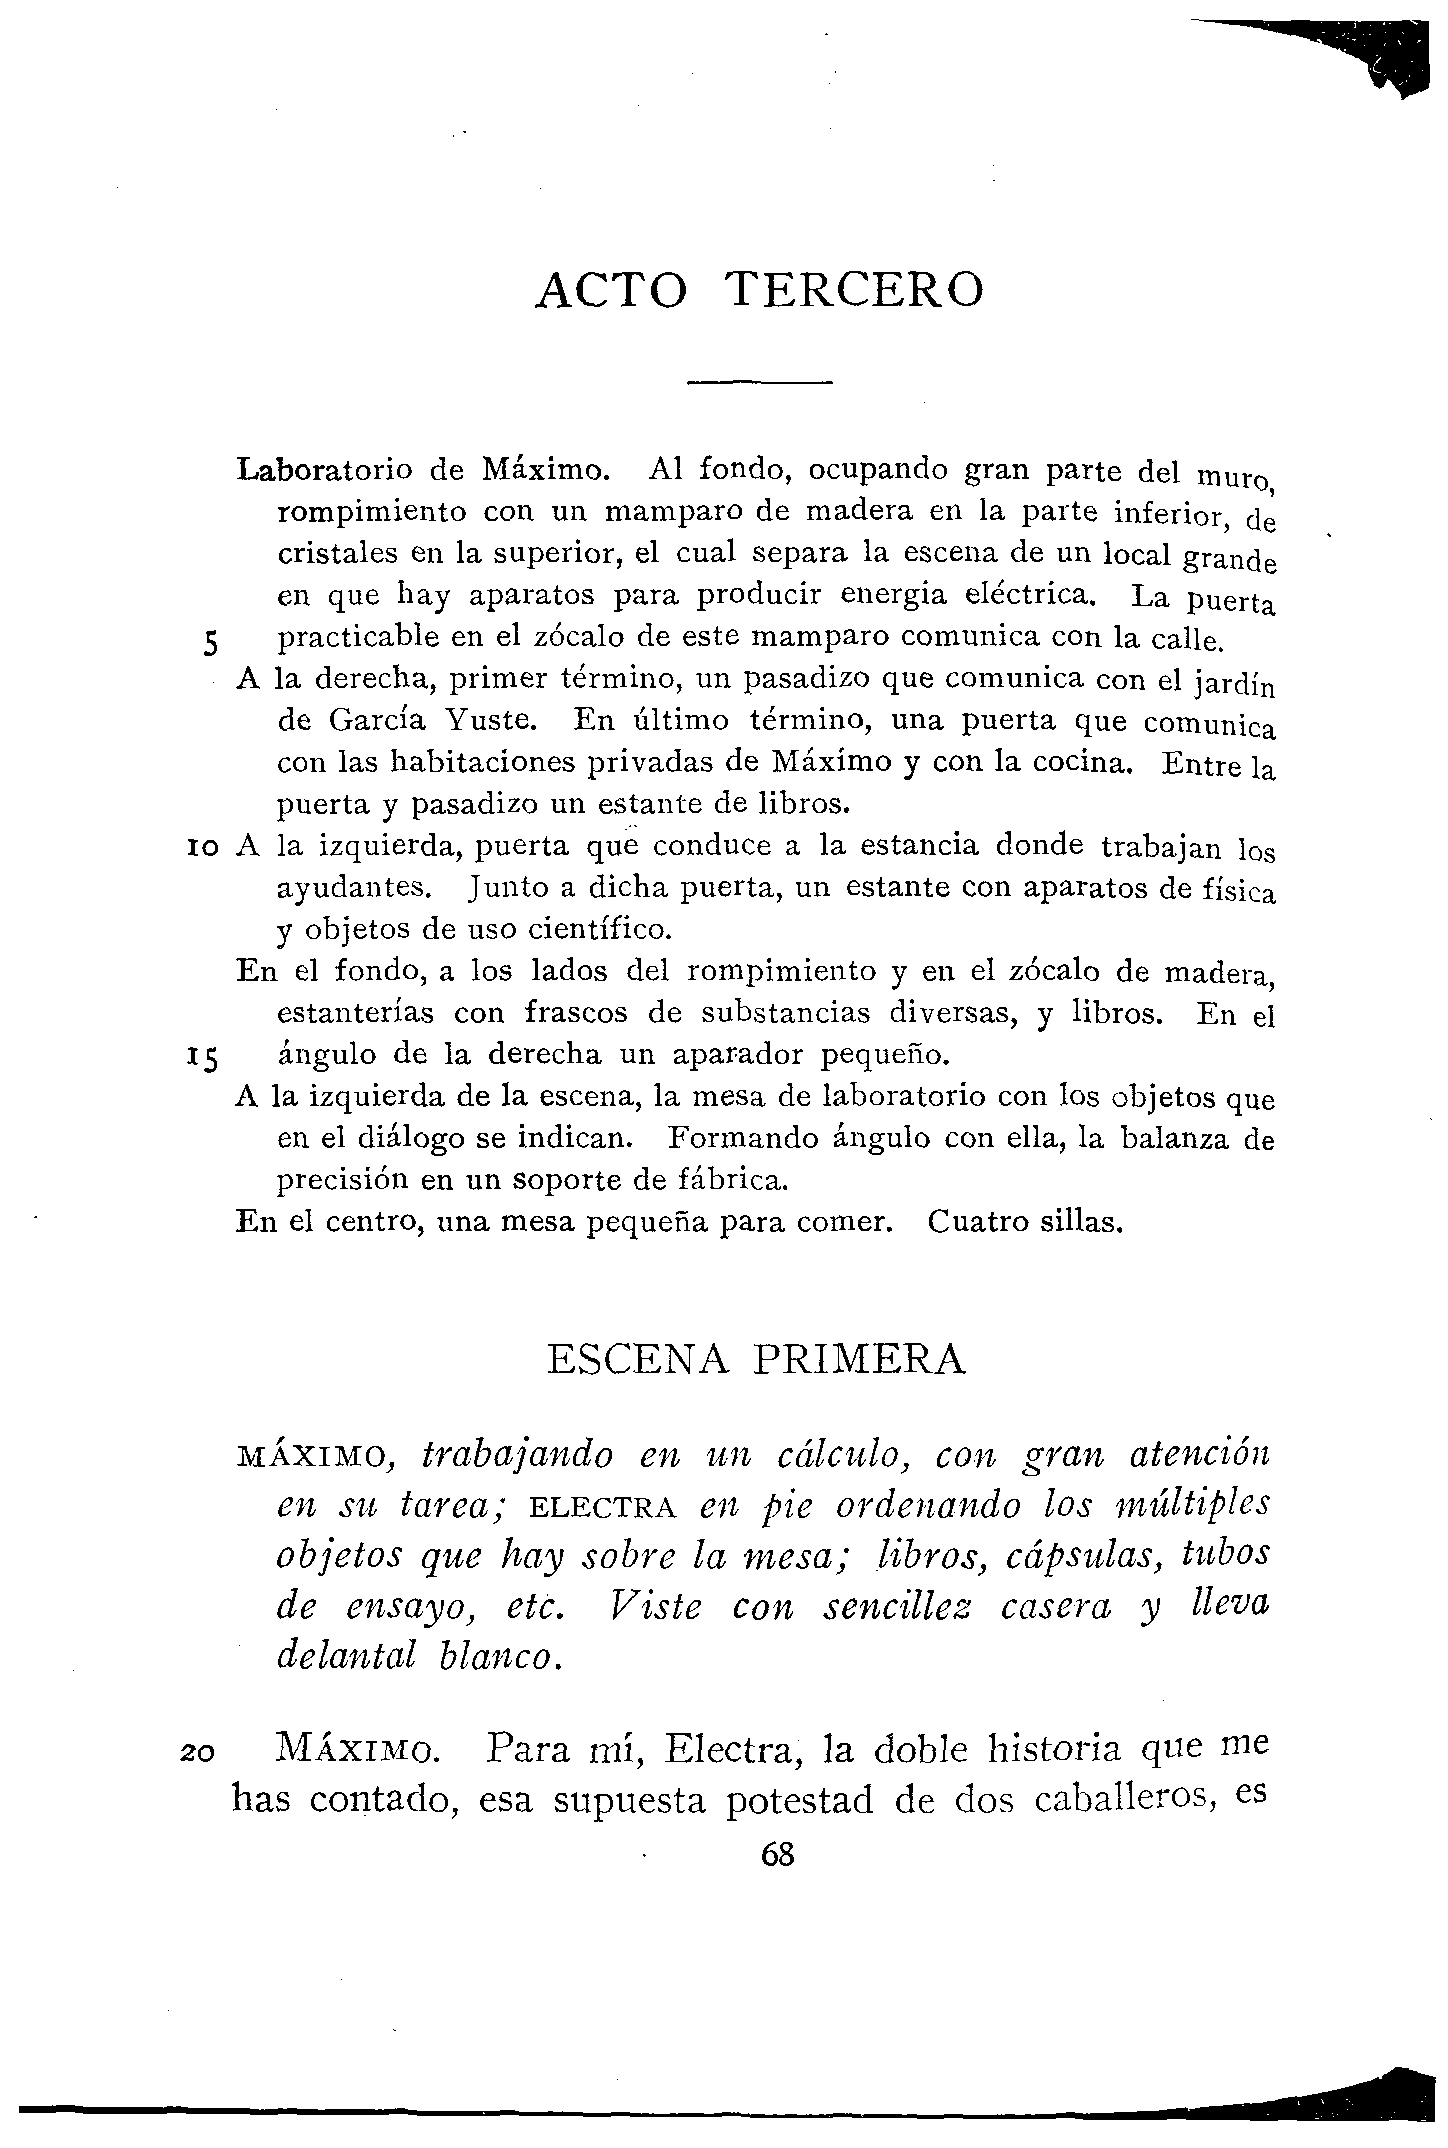 ACTO TERCERO
Laboratorio de Máximo. Al fondo, ocupando gran parte del muro,
rompimiento con un mamparo de madera en la parte inferior, de
cristales en la superior, el cual separa la escena de un local grande
en que hay aparatos para producir energia eléctrica. La puerta
5 practicable en el zócalo de este mamparo comunica con la calle.
A la derecha, primer término, un pasadizo que comunica con el jardín
de García Yuste. En último término, una puerta que comunica
con las habitaciones privadas de Máximo y con la cocina. Entre la
puerta y pasadizo un estante de libros.
10 A la izquierda, puerta que conduce a la estancia donde trabajan los
ayudantes. Junto a dicha puerta, un estante con aparatos de física
y objetos de uso científico.
En el fondo, a los lados del rompimiento y en el zócalo de madera,
estanterías con frascos de substancias diversas, y libros. En el
15 ángulo de la derecha un aparador pequeño.
A la izquierda de la escena, la mesa de laboratorio con los objetos que
en el diálogo se indican. Formando ángulo con ella, la balanza de
precisión en un soporte de fábrica.
En el centro, una mesa pequeña para comer. Cuatro sillas.
ESCENA PRIMERA
MÁXIMO, trabajando en un cálculo, con gran atención
en su tarea; ELECTRA en pie ordenando los múltiples
objetos que hay sobre la mesa; libros, cápsulas, tubos
de ensayo, etc. Viste con sencillez casera y lleva
delantal blanco.
20 MÁXIMO. Para mí, Electra, la doble historia que me
has contado, esa supuesta potestad de dos caballeros, es
68